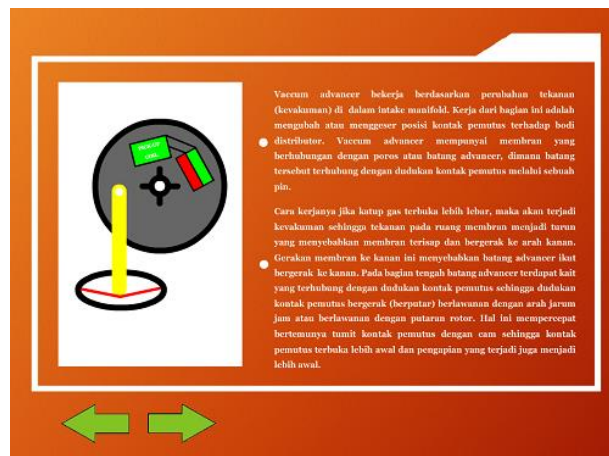 PICK-UP
COIL
Vaccum advancer bekerja berdasarkan perubahan tekanan
(kevakuman) di dalam intake manifold. Kerja dari bagian ini adalah
mengubah atau menggeser posisi kontak pemutus terhadap bodi
distributor. Vaccum advancer mempunyai membran yang
berhubungan dengan poros atau batang advancer, dimana batang
tersebut terhubung dengan dudukan kontak pemutus melalui sebuah
pin.
Cara kerjanya jika katup gas terbuka lebih lebar, maka akan terjadi
kevakuman sehingga tekanan pada ruang membran menjadi turun
yang menyebabkan membran terisap dan bergerak ke arah kanan.
Gerakan membran ke kanan ini menyebabkan batang advancer ikut
bergerak ke kanan. Pada bagian tengah batang advancer terdapat kait
yang terhubung dengan dudukan kontak pemutus sehingga dudukan
kontak pemutus bergerak (berputar) berlawanan dengan arah jarum
jam atau berlawanan dengan putaran rotor. Hal ini mempercepat
bertemunya tumit kontak pemutus dengan cam sehingga kontak
pemutus terbuka lebih awal dan pengapian yang terjadi juga menjadi
lebih awal.